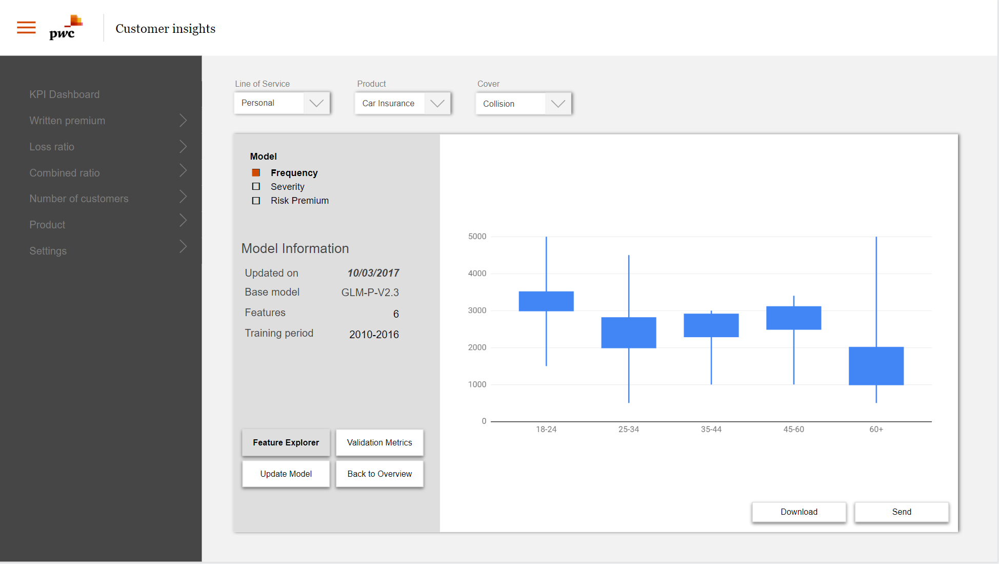 pwc
Customer insights
KPI Dashboard
Written premium
Loss ratio
Combined ratio
Number of customers
Product
Settings
Line of Service
Product
Cover
Personal
Car Insurance
Collision
Model
Frequency
Severity
Risk Premium
Model Information
Updated on 10/03/2017
Base model GLM-P-V2.3
Features 6
Training period 2010-2016
Feature Explorer
Validation Metrics
Update Model
Back to Overview
5000
4000
3000
2000
1000
0
18-24 25-34 35-44 45-60 60+
Download
Send